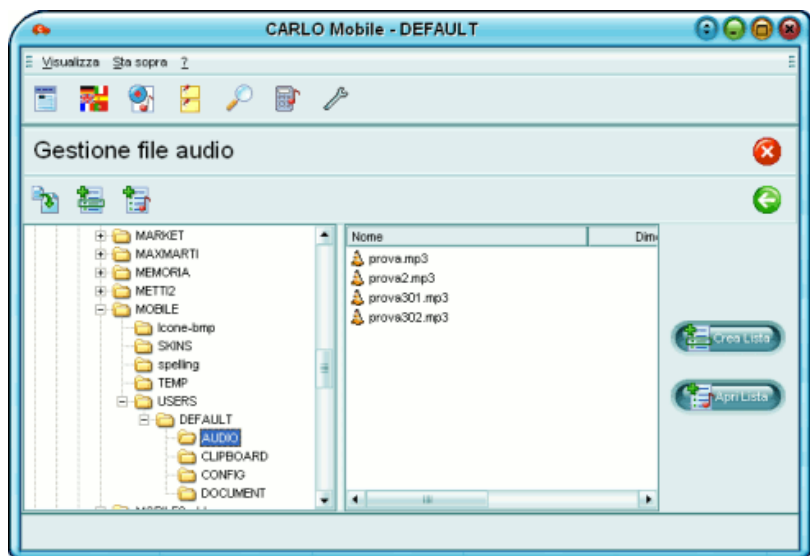 CARLO Mobile - DEFAULT
Visualizza Sta sopra ?
Gestione file audio
MARKET
MAXMARTI
MEMORIA
METTI2
MOBILE
Icone-bmp
SKINS
spelling
TEMP
USERS
DEFAULT
AUDIO
CLIPBOARD
CONFIG
DOCUMENT
Nome Dim
prova.mp3
prova2.mp3
prova301.mp3
prova302.mp3
Crea Lista
Apri Lista